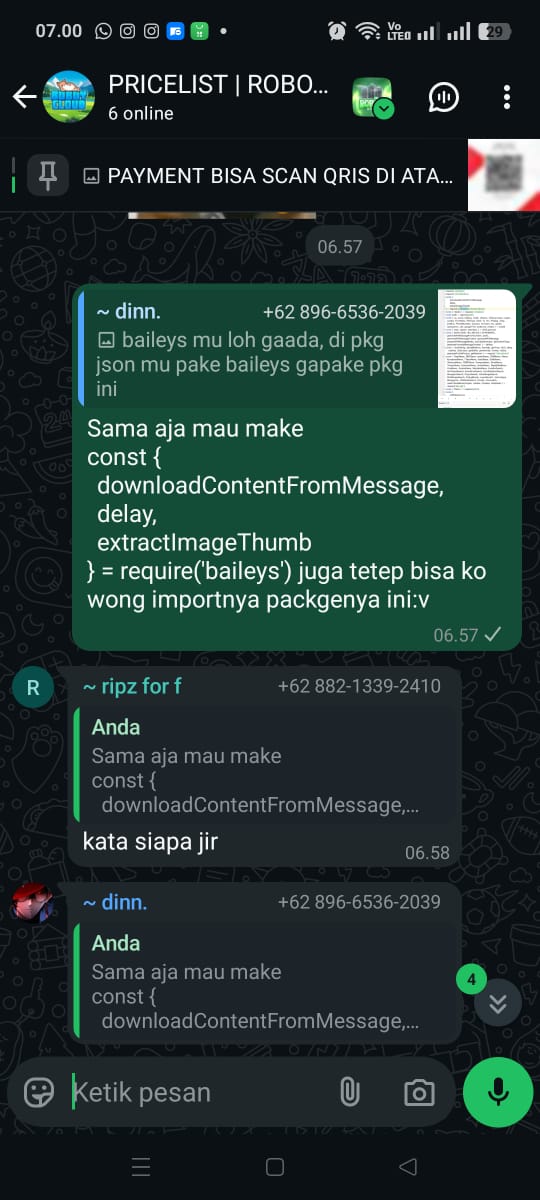 07.00
Vo
LTE
29
PRICELIST | ROBO...
6 online
PAYMENT BISA SCAN QRIS DI ATA...
06.57
~ dinn. +62 896-6536-2039
baileys mu loh gaada, di pkg
json mu pake baileys gapake pkg
ini
Sama aja mau make
const {
downloadContentFromMessage,
delay,
extractImageThumb
} = require('baileys') juga tetep bisa ko
wong importnya packgenya ini:v
06.57
R
~ ripz for f +62 882-1339-2410
Anda
Sama aja mau make
const {
downloadContentFromMessage,...
kata siapa jir
06.58
~ dinn. +62 896-6536-2039
Anda
Sama aja mau make
const {
downloadContentFromMessage,...
4
Ketik pesan